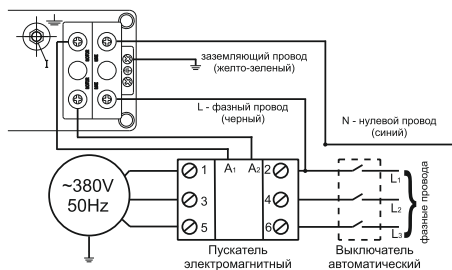 I
заземляющий провод
(желто-зеленый)
L - фазный провод
(черный)
N - нулевой провод
(синий)
~380V
50Hz
1 A1 A2 2
3 4
5 6
L1
L2
L3
фазные провода
Пускатель
электромагнитный
Выключатель
автоматический